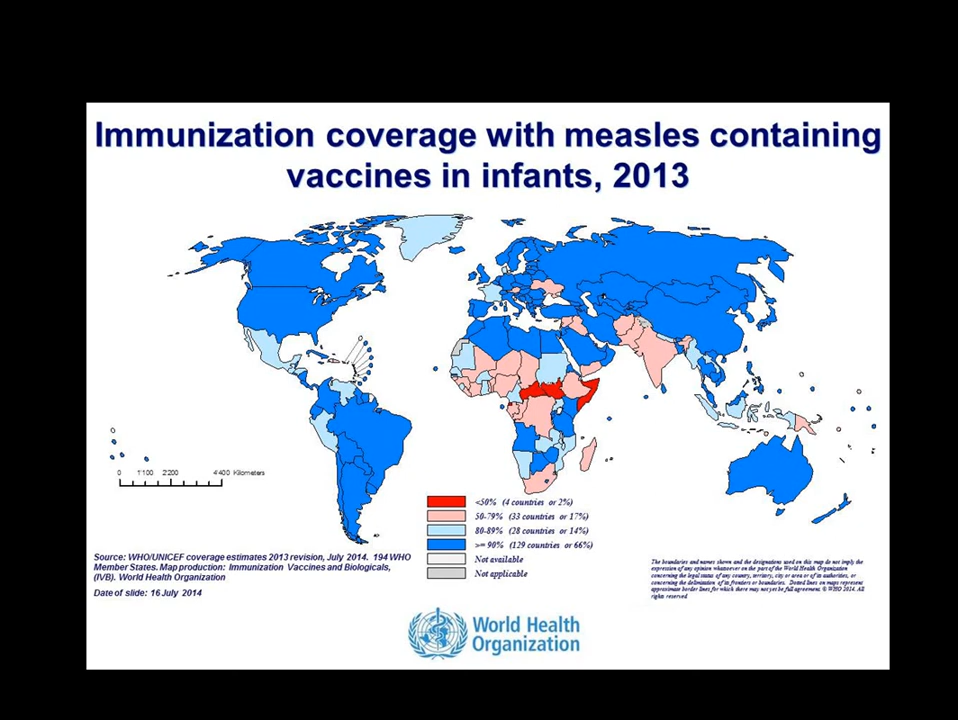 Immunization coverage with measles containing
vaccines in infants, 2013
0 1'100 2'200 4'400 Kilometers
<50% (4 countries or 2%)
50-79% (33 countries or 17%)
80-89% (28 countries or 14%)
>= 90% (129 countries or 66%)
Not available
Not applicable
Source: WHO/UNICEF coverage estimates 2013 revision, July 2014. 194 WHO
Member States. Map production: Immunization Vaccines and Biologicals,
(IVB). World Health Organization
Date of slide: 16 July 2014
The boundaries and names shown and the designations used on this map do not imply the
expression of any opinion whatsoever on the part of the World Health Organization
concerning the legal status of any country, territory, city or area or of its authorities, or
concerning the delimitation of its frontiers or boundaries. Dotted lines on maps represent
approximate border lines for which there may not yet be full agreement. © WHO 2014. All
rights reserved
World Health
Organization